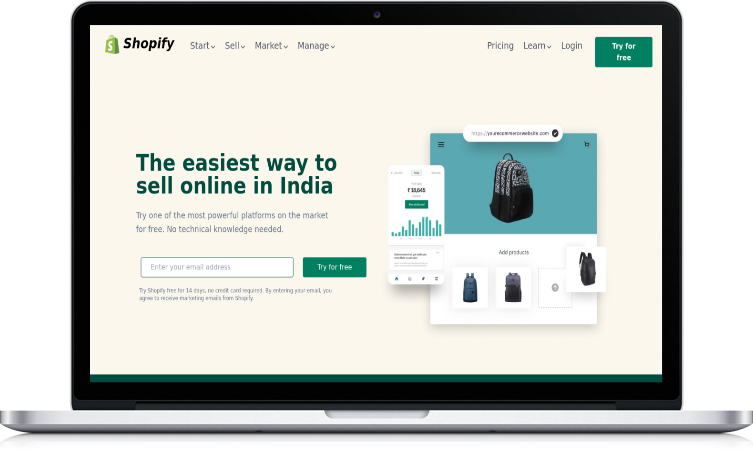 Shopify
Start
Sell
Market
Manage
Pricing
Learn
Login
Try for
free
The easiest way to
sell online in India
Try one of the most powerful platforms on the market
for free. No technical knowledge needed.
Enter your email address
Try for free
Try Shopify free for 14 days, no credit card required. By entering your email, you
agree to receive marketing emails from Shopify.
https://yourecommercewebsite.com
₹ 18,845
Add products